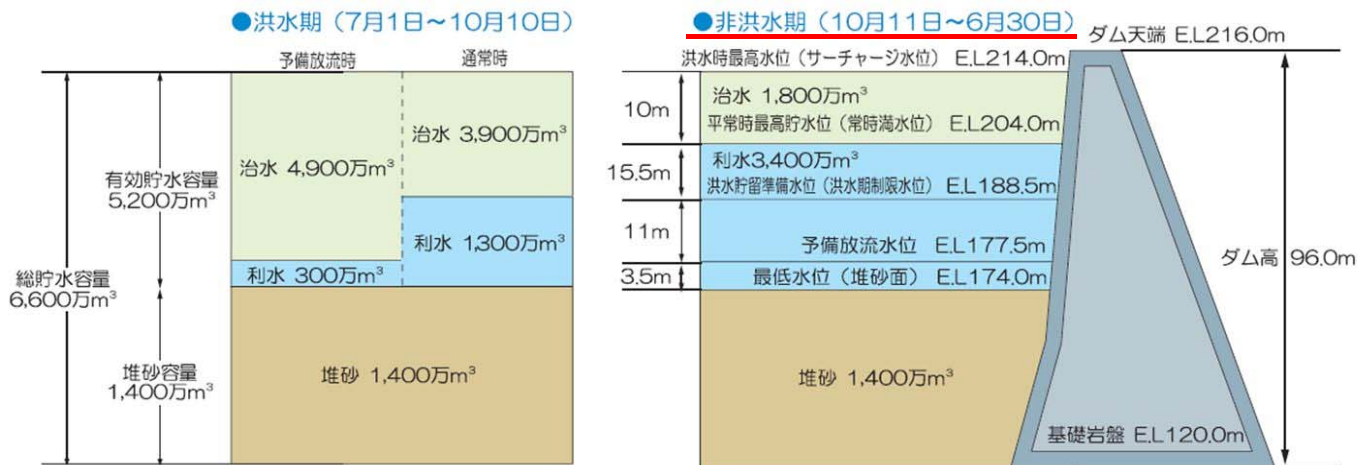 ●洪水期（7月1日～10月10日）
予備放流時
通常時
治水 4,900万m³
治水 3,900万m³
利水 1,300万m³
利水 300万m³
堆砂 1,400万m³
有効貯水容量
5,200万m³
総貯水容量
6,600万m³
堆砂容量
1,400万m³
●非洪水期（10月11日～6月30日）
ダム天端 E.L216.0m
洪水時最高水位（サーチャージ水位） E.L214.0m
10m
治水 1,800万m³
平常時最高貯水位（常時満水位） E.L204.0m
15.5m
利水3,400万m³
洪水貯留準備水位（洪水期制限水位） E.L188.5m
11m
予備放流水位 E.L177.5m
3.5m
最低水位（堆砂面） E.L174.0m
堆砂 1,400万m³
ダム高 96.0m
基礎岩盤 E.L120.0m